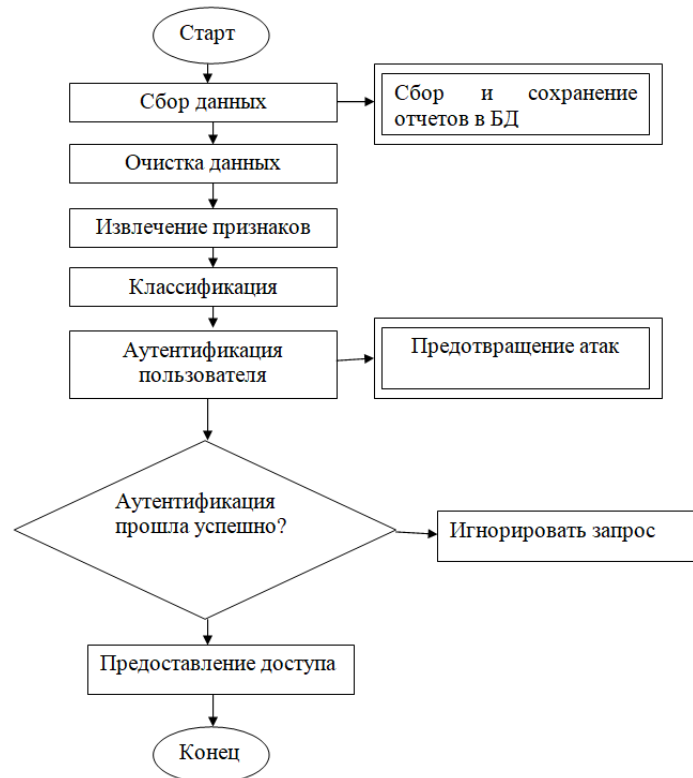 Старт
Сбор данных
Сбор и сохранение
отчетов в БД
Очистка данных
Извлечение признаков
Классификация
Аутентификация
пользователя
Предотвращение атак
Аутентификация
прошла успешно?
Игнорировать запрос
Предоставление доступа
Конец